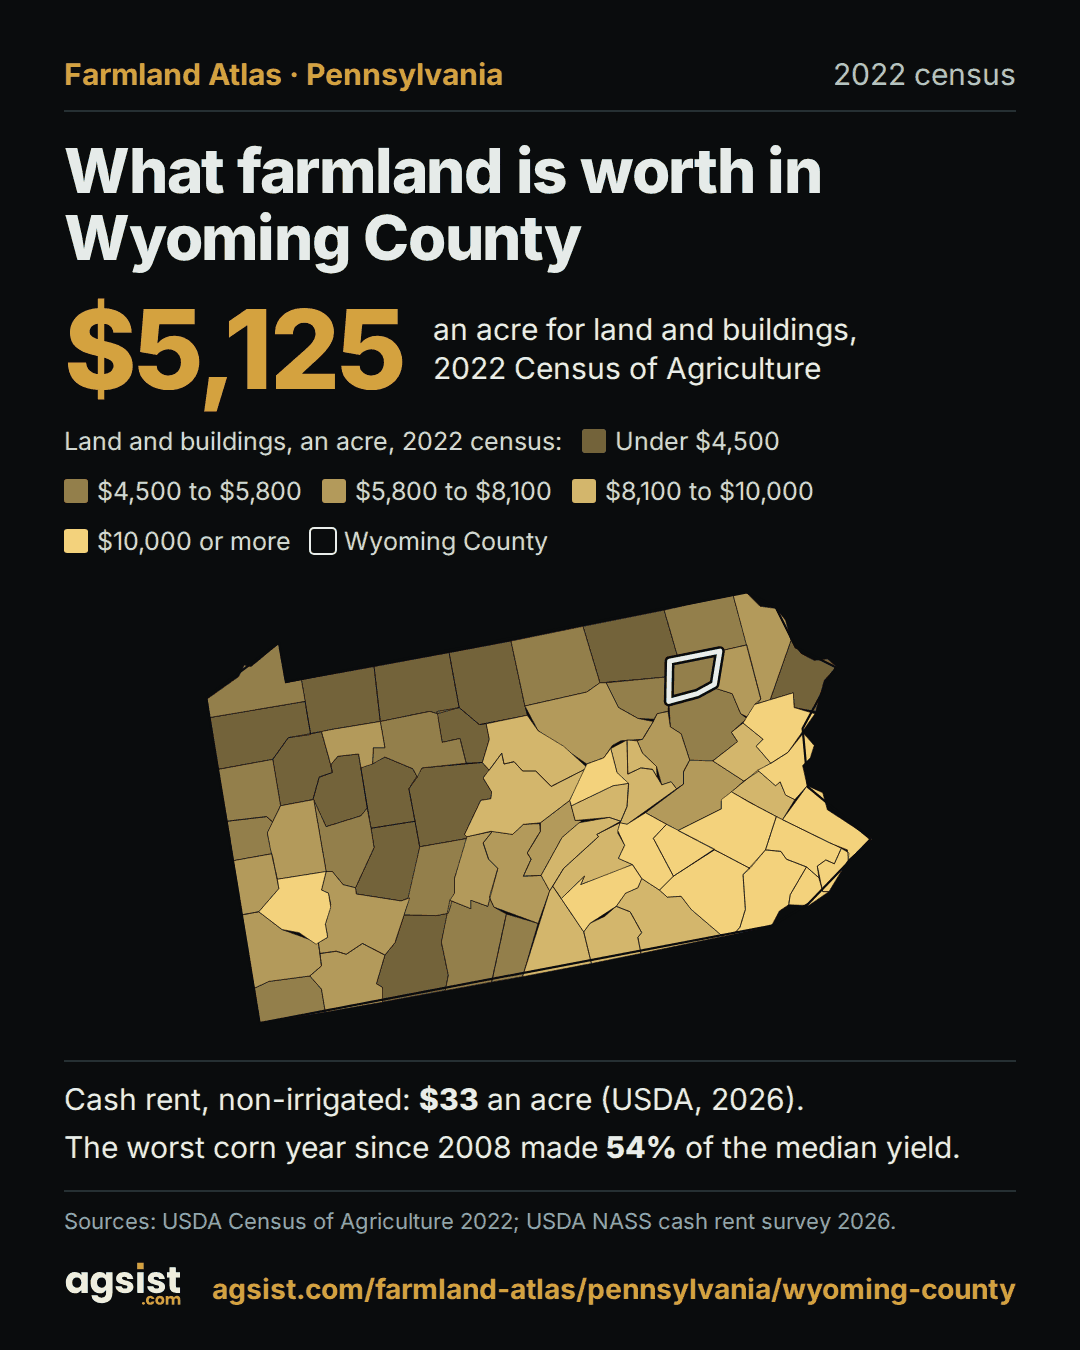 Farmland Atlas · Pennsylvania
2022 census
What farmland is worth in
Wyoming County
$5,125
an acre for land and buildings,
2022 Census of Agriculture
Land and buildings, an acre, 2022 census: Under $4,500
$4,500 to $5,800 $5,800 to $8,100 $8,100 to $10,000
$10,000 or more Wyoming County
Cash rent, non-irrigated: $33 an acre (USDA, 2026).
The worst corn year since 2008 made 54% of the median yield.
Sources: USDA Census of Agriculture 2022; USDA NASS cash rent survey 2026.
agsist
.com
agsist.com/farmland-atlas/pennsylvania/wyoming-county